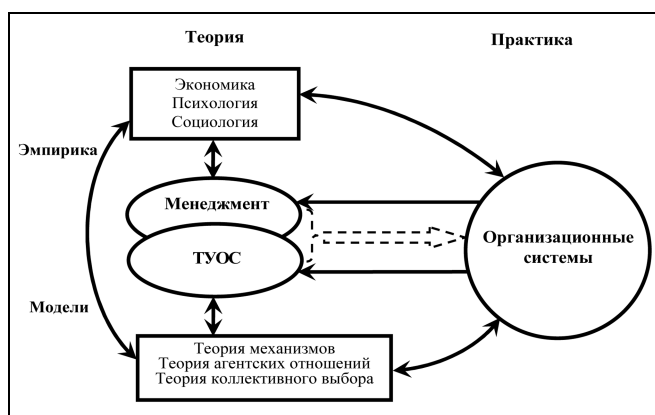 Теория
Практика
Экономика
Психология
Социология
Эмпирика
Менеджмент
ТУОС
Организационные
системы
Модели
Теория механизмов
Теория агентских отношений
Теория коллективного выбора